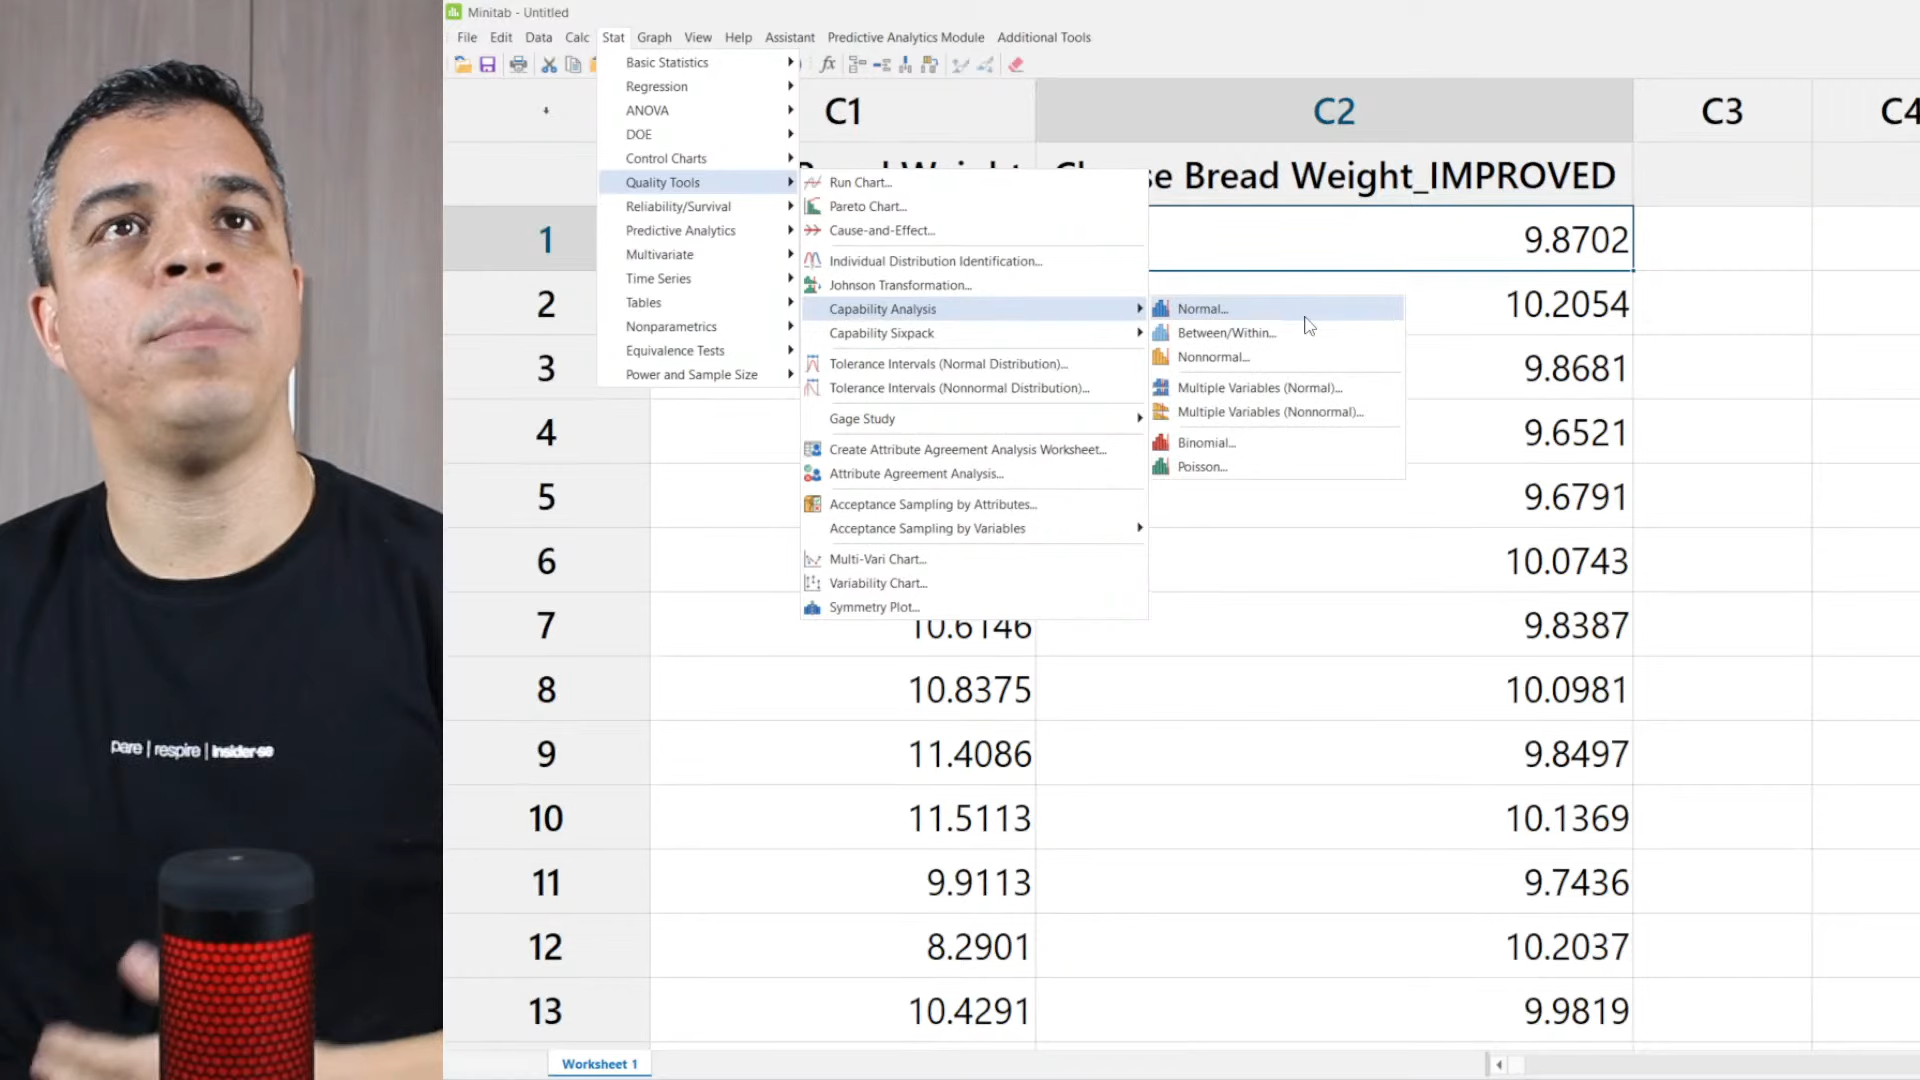 Minitab - Untitled
File Edit Data Calc Stat Graph View Help Assistant Predictive Analytics Module Additional Tools
Basic Statistics
Regression
ANOVA
DOE
Control Charts
Quality Tools
Reliability/Survival
Predictive Analytics
Multivariate
Time Series
Tables
Nonparametrics
Equivalence Tests
Power and Sample Size
Run Chart...
Pareto Chart...
Cause-and-Effect...
Individual Distribution Identification...
Johnson Transformation...
Capability Analysis
Capability Sixpack
Tolerance Intervals (Normal Distribution)...
Tolerance Intervals (Nonnormal Distribution)...
Gage Study
Create Attribute Agreement Analysis Worksheet...
Attribute Agreement Analysis...
Acceptance Sampling by Attributes...
Acceptance Sampling by Variables
Multi-Vari Chart...
Variability Chart...
Symmetry Plot...
Normal...
Between/Within...
Nonnormal...
Multiple Variables (Normal)...
Multiple Variables (Nonnormal)...
Binomial...
Poisson...
C1 C2 C3 C4
Bread Weight_IMPROVED
1 9.8702
2 10.2054
3 9.8681
4 9.6521
5 9.6791
6 10.0743
7 10.6146 9.8387
8 10.8375 10.0981
9 11.4086 9.8497
10 11.5113 10.1369
11 9.9113 9.7436
12 8.2901 10.2037
13 10.4291 9.9819
Worksheet 1
pare | respire | insider-se